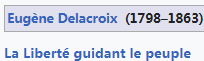 Eugène Delacroix (1798–1863)
La Liberté guidant le peuple